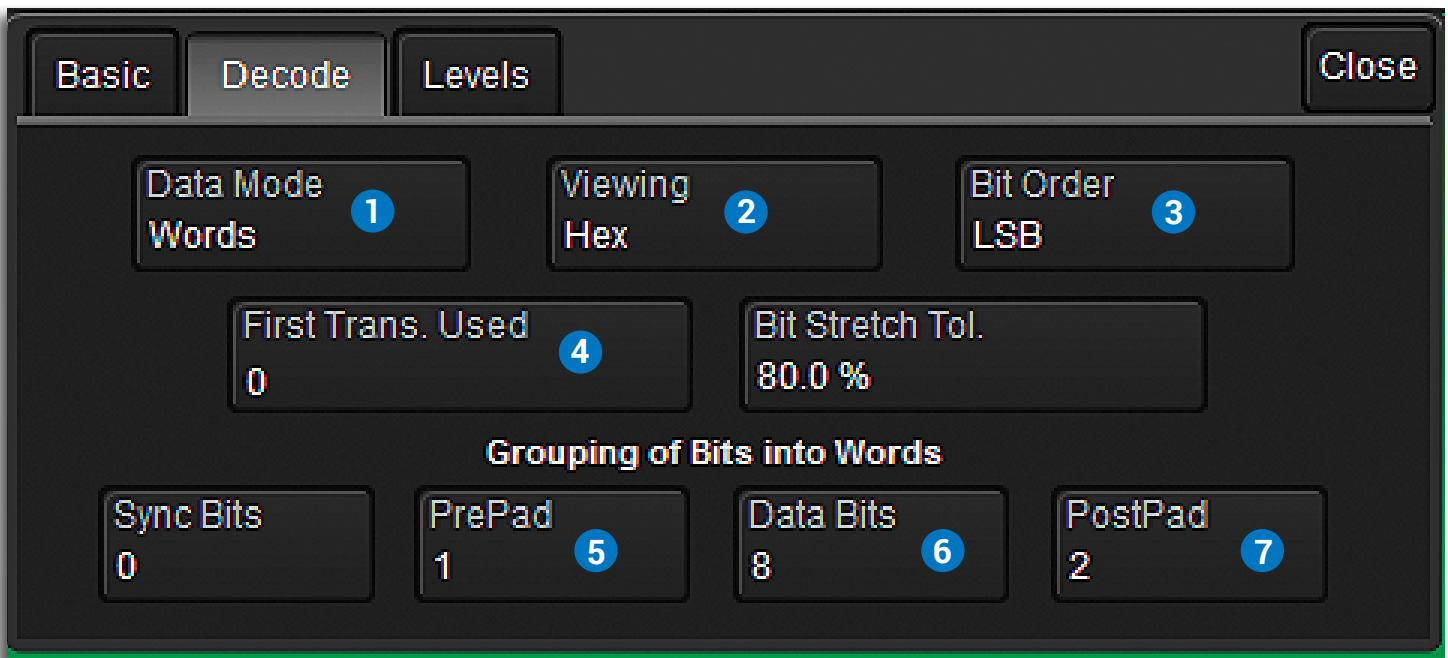 Basic Decode Levels Close
Data Mode Viewing Bit Order
1 2 3
Words Hex LSB
First Trans. Used Bit Stretch Tol.
4
0 80.0 %
Grouping of Bits into Words
Sync Bits PrePad Data Bits PostPad
5 6 7
0 1 8 2